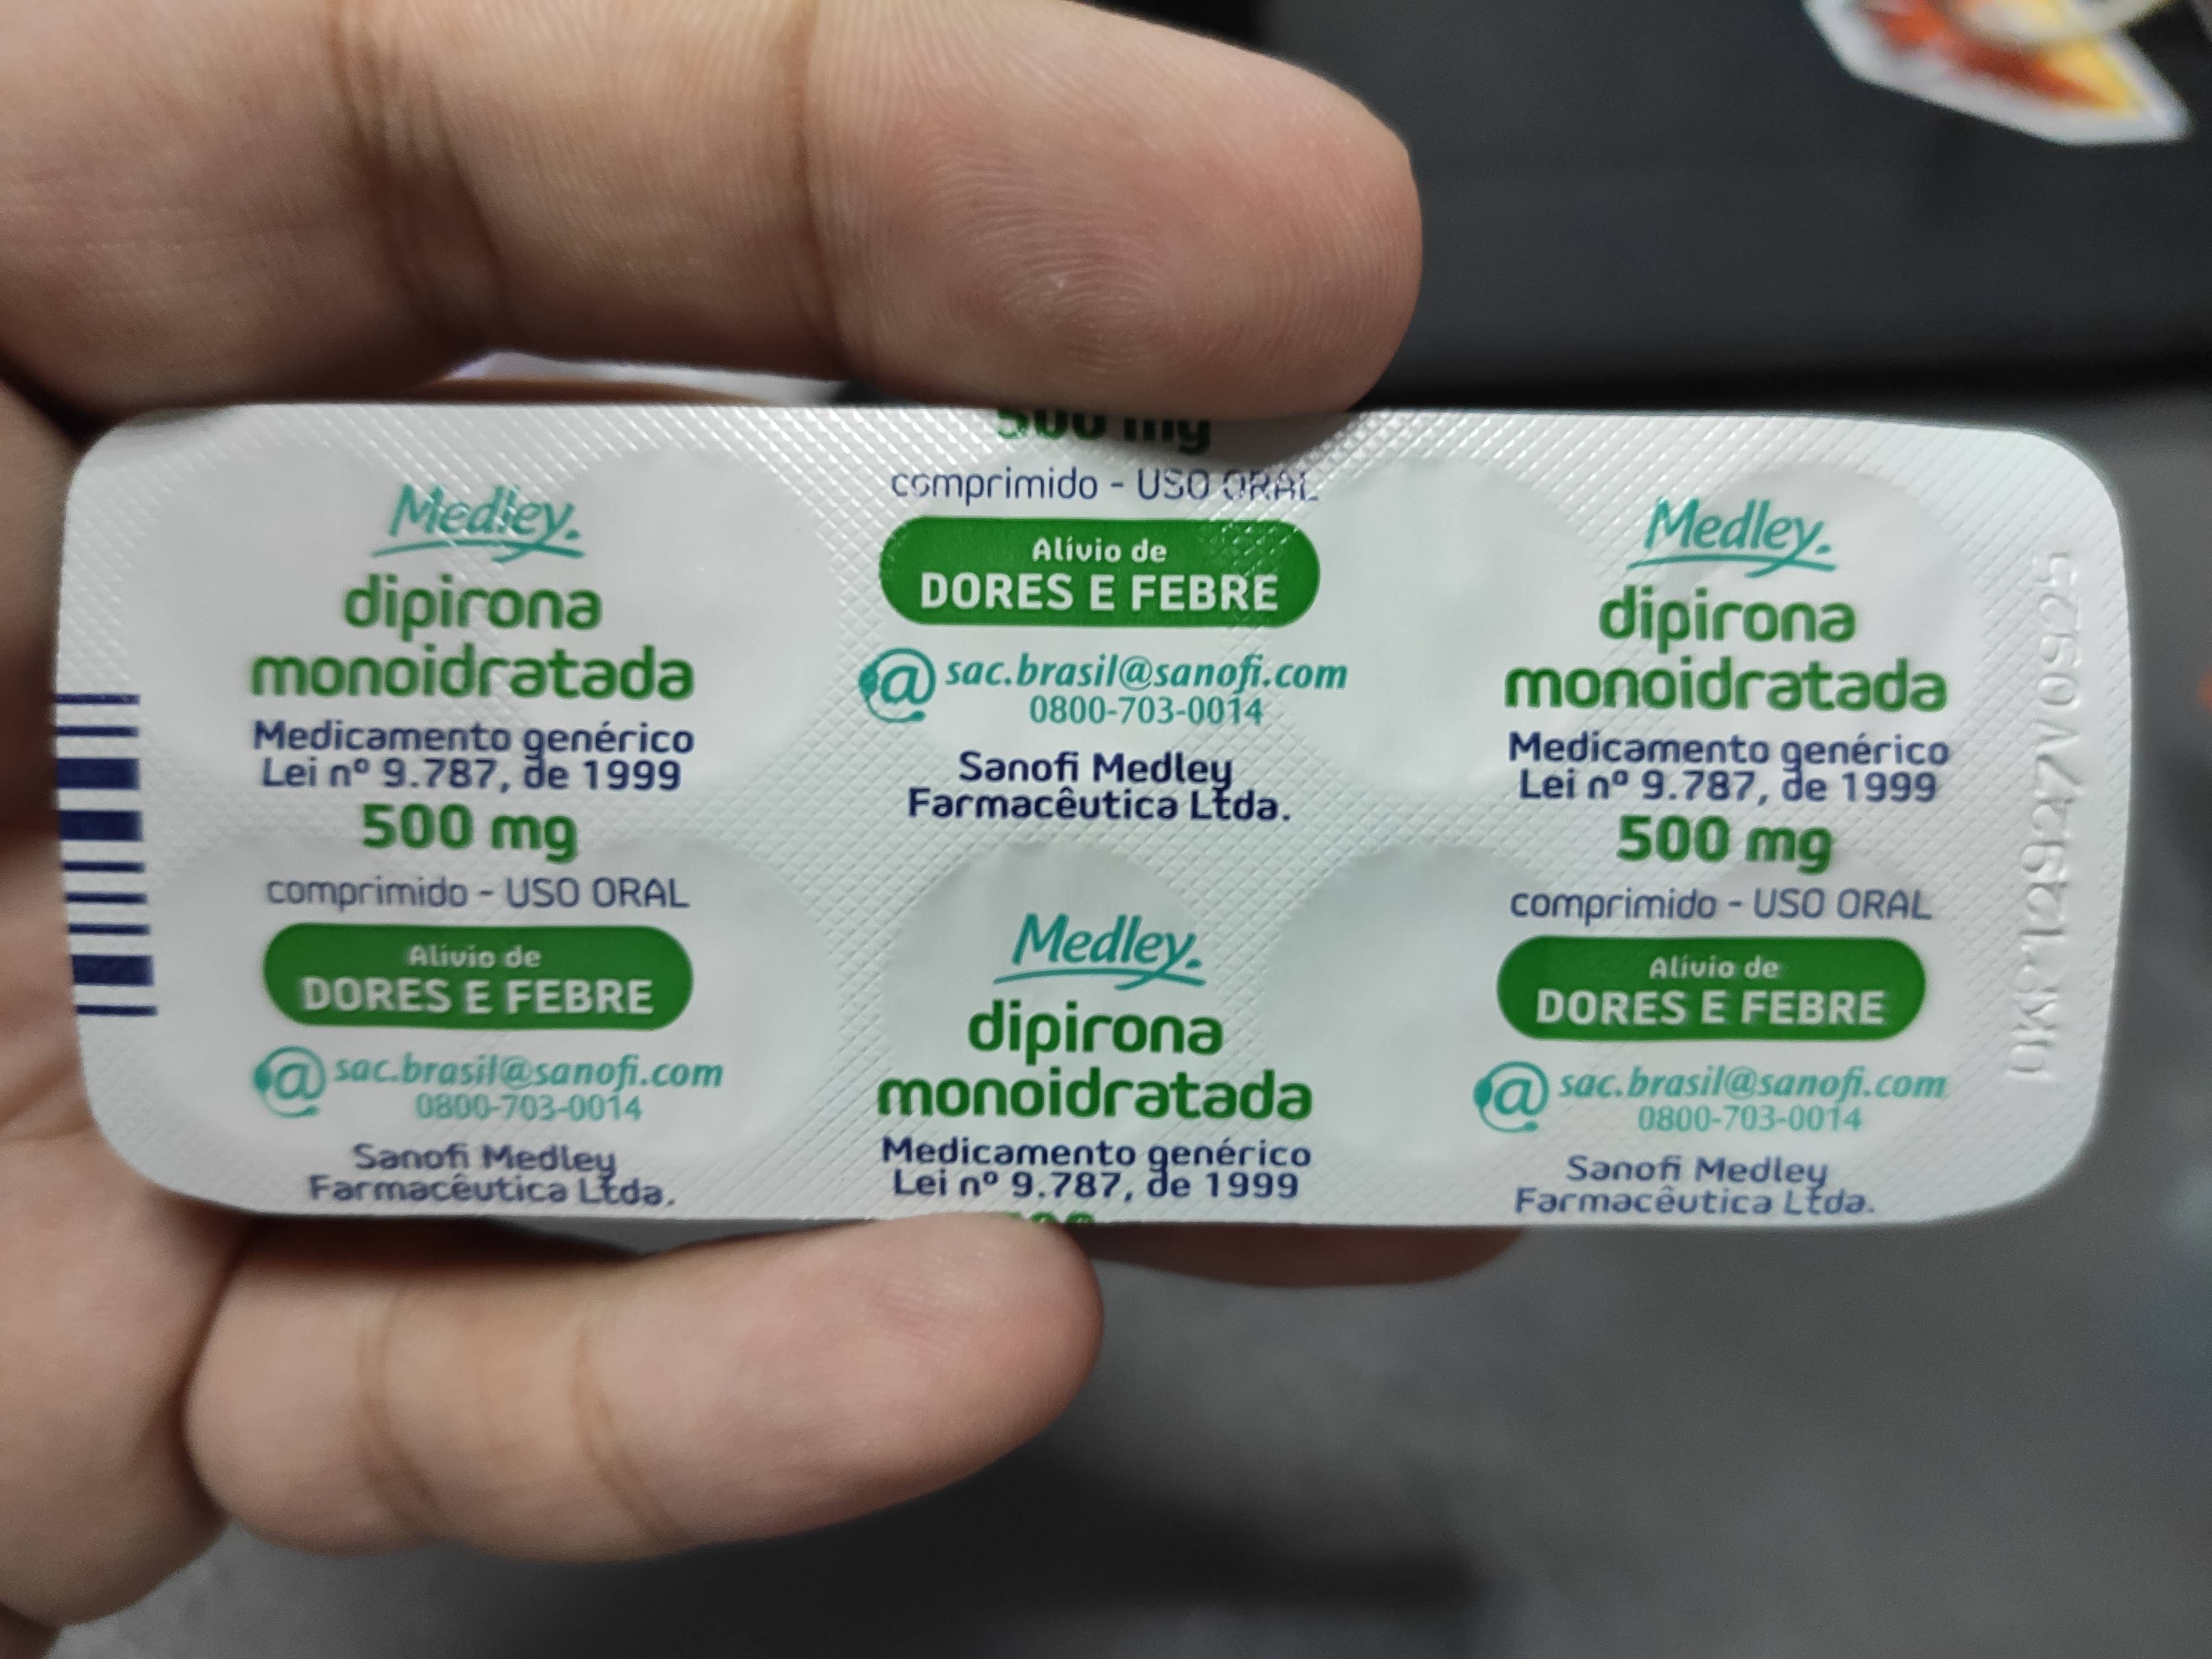 Medley.
dipirona
monoidratada
Medicamento genérico
Lei nº 9.787, de 1999
500 mg
comprimido - USO ORAL
Alívio de
DORES E FEBRE
@ sac.brasil@sanofi.com
0800-703-0014
Sanofi Medley
Farmacêutica Ltda.
500 mg
comprimido - USO ORAL
Alívio de
DORES E FEBRE
@ sac.brasil@sanofi.com
0800-703-0014
Sanofi Medley
Farmacêutica Ltda.
Medley.
dipirona
monoidratada
Medicamento genérico
Lei nº 9.787, de 1999
Medley.
dipirona
monoidratada
Medicamento genérico
Lei nº 9.787, de 1999
500 mg
comprimido - USO ORAL
Alívio de
DORES E FEBRE
@ sac.brasil@sanofi.com
0800-703-0014
Sanofi Medley
Farmacêutica Ltda.